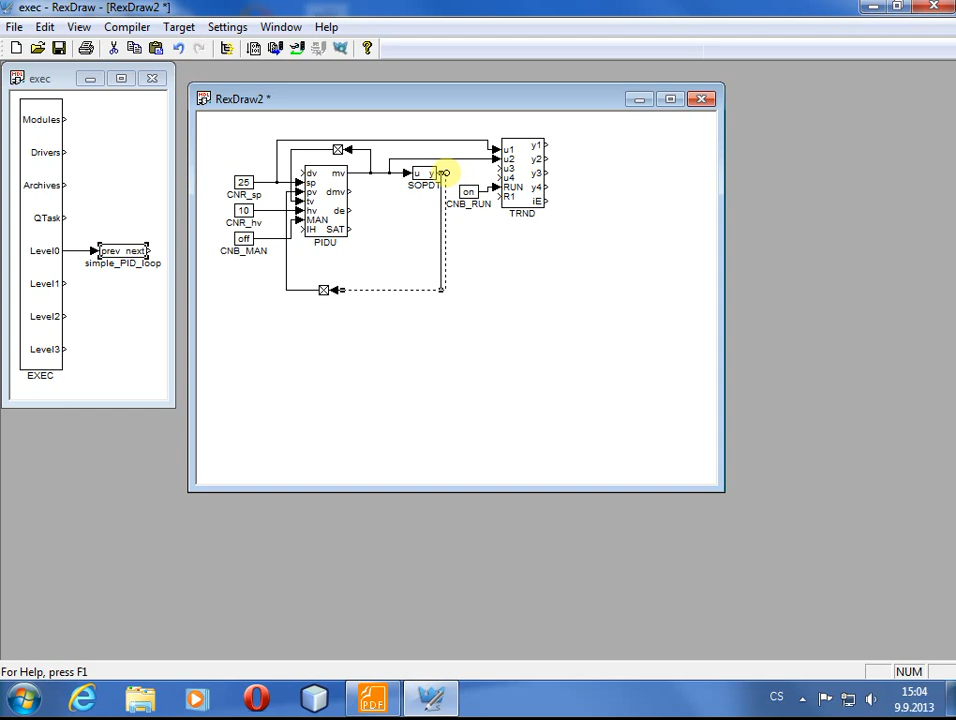 exec - RexDraw - [RexDraw2 *]
File Edit View Compiler Target Settings Window Help
exec
Modules
Drivers
Archives
QTask
Level0
prev next
simple_PID_loop
Level1
Level2
Level3
EXEC
RexDraw2 *
25
CNR_sp
10
CNR_hv
off
CNB_MAN
dv mv
sp
pv dmv
tv
hv de
MAN
IH SAT
PIDU
u y
SOPDT
on
CNB_RUN
u1 y1
u2 y2
u3 y3
u4 y4
RUN
R1 iE
TRND
For Help, press F1
NUM
PDF
CS
15:04
9.9.2013